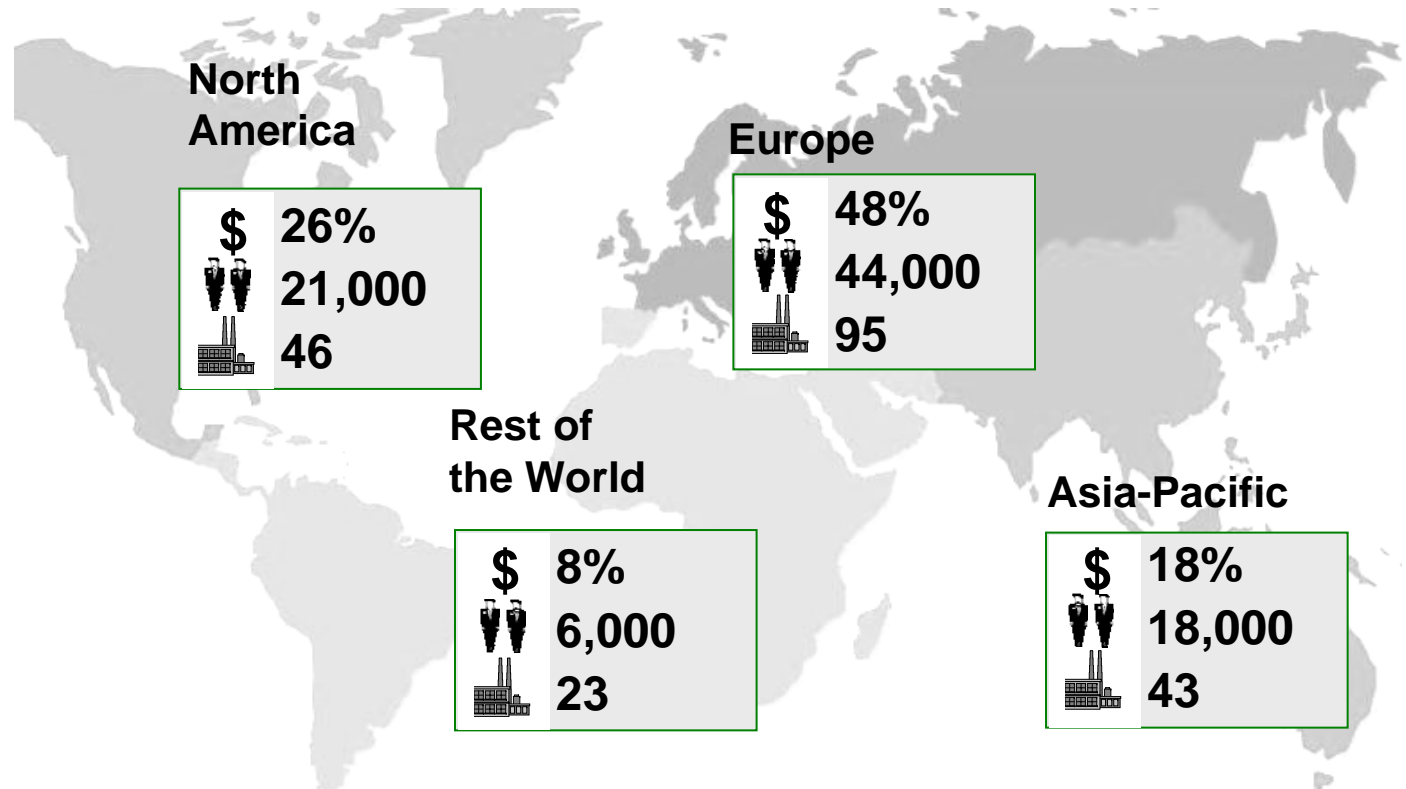 North
America
$ 26%
21,000
46
Europe
$ 48%
44,000
95
Rest of
the World
$ 8%
6,000
23
Asia-Pacific
$ 18%
18,000
43